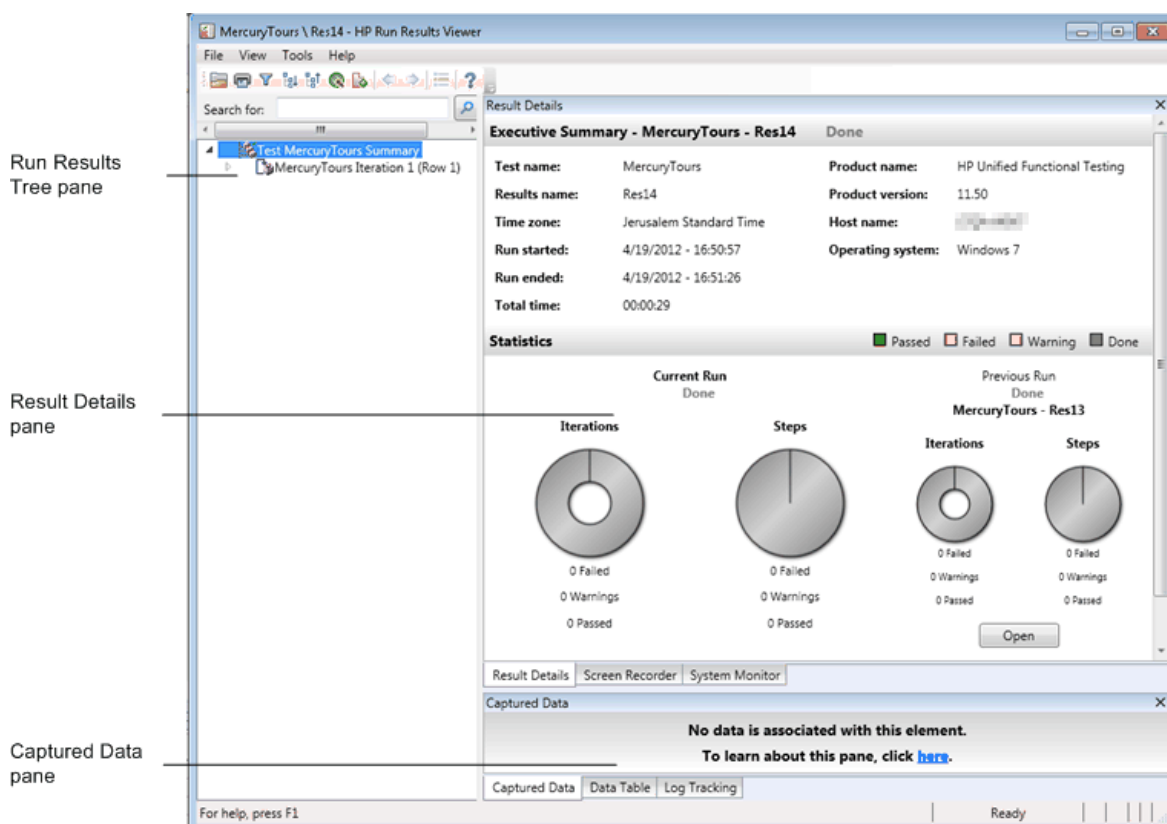 MercuryTours \ Res14 - HP Run Results Viewer
File View Tools Help
Search for:
Run Results
Tree pane
Test MercuryTours Summary
MercuryTours Iteration 1 (Row 1)
Result Details
Executive Summary - MercuryTours - Res14 Done
Test name: MercuryTours Product name: HP Unified Functional Testing
Results name: Res14 Product version: 11.50
Time zone: Jerusalem Standard Time Host name:
Run started: 4/19/2012 - 16:50:57 Operating system: Windows 7
Run ended: 4/19/2012 - 16:51:26
Total time: 00:00:29
Statistics Passed Failed Warning Done
Result Details
pane
Current Run
Done
Iterations Steps
0 Failed 0 Failed
0 Warnings 0 Warnings
0 Passed 0 Passed
Previous Run
Done
MercuryTours - Res13
Iterations Steps
0 Failed 0 Failed
0 Warnings 0 Warnings
0 Passed 0 Passed
Open
Result Details Screen Recorder System Monitor
Captured Data
pane
Captured Data
No data is associated with this element.
To learn about this pane, click here.
Captured Data Data Table Log Tracking
For help, press F1 Ready